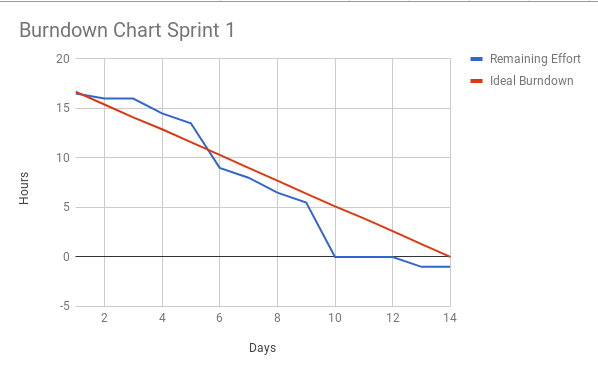 Burndown Chart Sprint 1
Remaining Effort
Ideal Burndown
20
15
10
5
0
-5
Hours
2 4 6 8 10 12 14
Days